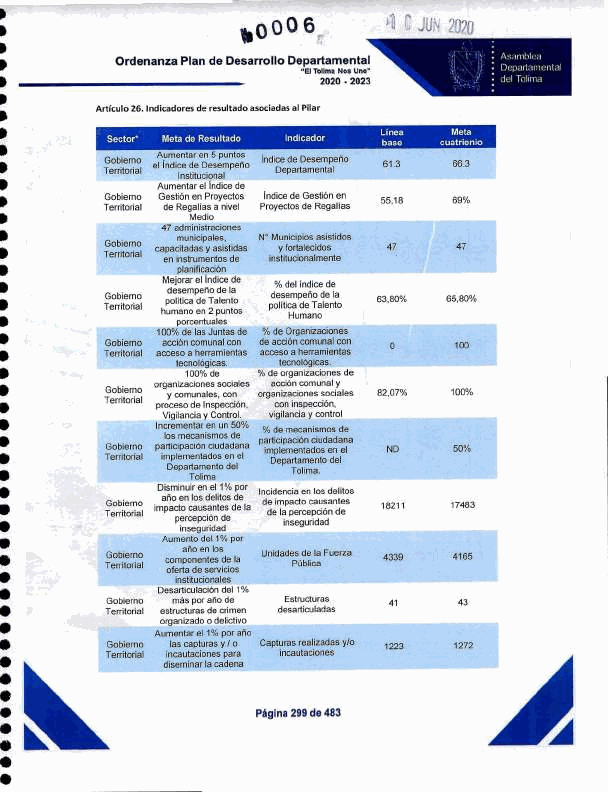 0006
JUN 2020
Ordenanza Plan de Desarrollo Departamental
"El Tolima Nos Une"
2020 - 2023
Asamblea
Departamental
del Tolima
Artículo 26. Indicadores de resultado asociadas al Pilar
Sector* Meta de Resultado Indicador Línea base Meta cuatrienio
Gobierno Territorial
Aumentar en 5 puntos
el Índice de Desempeño
Institucional
Índice de Desempeño
Departamental
61.3 66.3
Gobierno Territorial
Aumentar el Índice de
Gestión en Proyectos
de Regalías a nivel
Medio
Índice de Gestión en
Proyectos de Regalías
55,18 69%
Gobierno Territorial
47 administraciones
municipales,
capacitadas y asistidas
en instrumentos de
planificación
N° Municipios asistidos
y fortalecidos
institucionalmente
47 47
Gobierno Territorial
Mejorar el Índice de
desempeño de la
política de Talento
humano en 2 puntos
porcentuales
% del índice de
desempeño de la
política de Talento
Humano
63,80% 65,80%
Gobierno Territorial
100% de las Juntas de
acción comunal con
acceso a herramientas
tecnológicas.
% de Organizaciones
de acción comunal con
acceso a herramientas
tecnológicas.
0 100
Gobierno Territorial
100% de
organizaciones sociales
y comunales, con
proceso de Inspección,
Vigilancia y Control.
% de organizaciones de
acción comunal y
organizaciones sociales
con inspección,
vigilancia y control
82,07% 100%
Gobierno Territorial
Incrementar en un 50%
los mecanismos de
participación ciudadana
implementados en el
Departamento del
Tolima
% de mecanismos de
participación ciudadana
implementados en el
Departamento del
Tolima.
ND 50%
Gobierno Territorial
Disminuir en el 1% por
año en los delitos de
impacto causantes de la
percepción de
inseguridad
Incidencia en los delitos
de impacto causantes
de la percepción de
inseguridad
18211 17483
Gobierno Territorial
Aumento del 1% por
año en los
componentes de la
oferta de servicios
institucionales
Unidades de la Fuerza
Pública
4339 4165
Gobierno Territorial
Desarticulación del 1%
más por año de
estructuras de crimen
organizado o delictivo
Estructuras
desarticuladas
41 43
Gobierno Territorial
Aumentar el 1% por año
las capturas y / o
incautaciones para
diseminar la cadena
Capturas realizadas y/o
incautaciones
1223 1272
Página 299 de 483